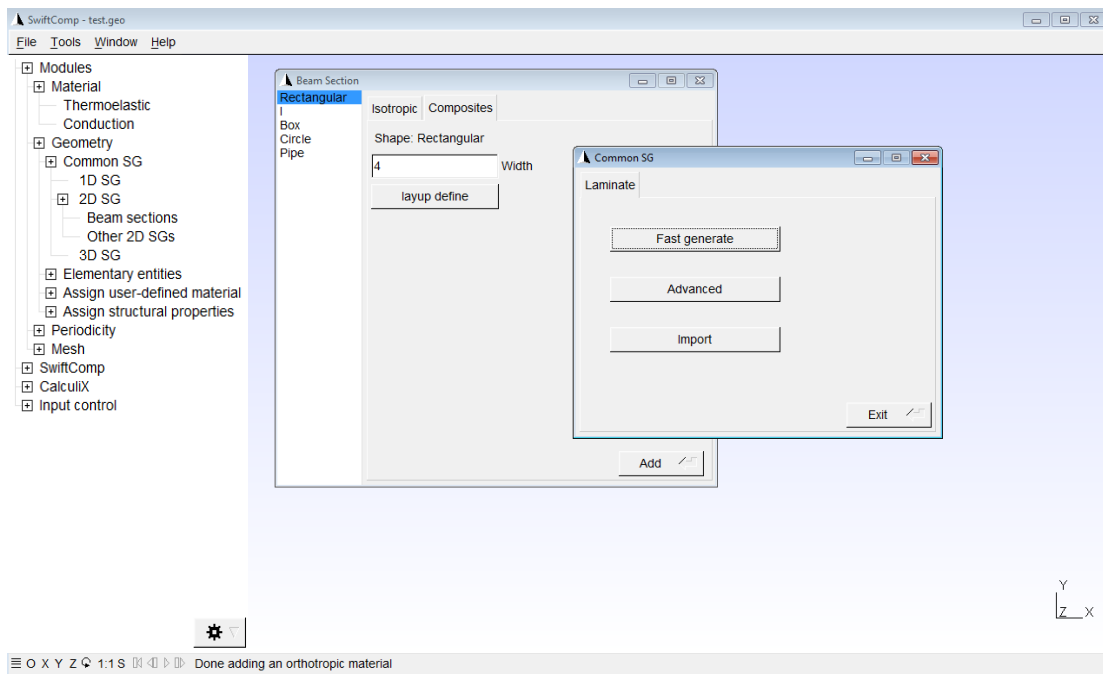 SwiftComp - test.geo
File Tools Window Help
Modules
Material
Thermoelastic
Conduction
Geometry
Common SG
1D SG
2D SG
Beam sections
Other 2D SGs
3D SG
Elementary entities
Assign user-defined material
Assign structural properties
Periodicity
Mesh
SwiftComp
CalculiX
Input control
Beam Section
Rectangular
I
Box
Circle
Pipe
Isotropic Composites
Shape: Rectangular
4 Width
layup define
Add
Common SG
Laminate
Fast generate
Advanced
Import
Exit
Y
Z X
O X Y Z 1:1 S Done adding an orthotropic material